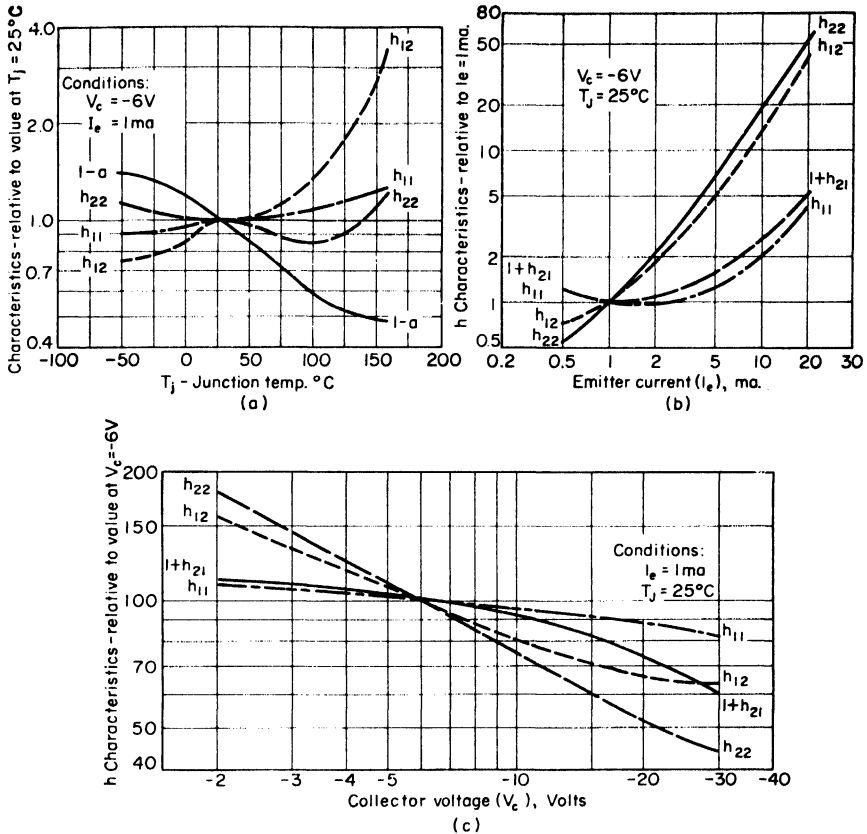 Characteristics-relative to value at Tj=25°C
4.0
2.0
1.0
0.7
0.4
Conditions:
Vc=-6V
Ie=1ma
h12
1-a
h22
h11
h12
h11
h22
1-a
-100 -50 0 50 100 150 200
Tj-Junction temp. °C
(a)
h Characteristics-relative to Ie=1ma.
80
50
20
10
5
2
1
0.5
Vc=-6V
TJ=25°C
h22
h12
1+h21
h11
1+h21
h11
h12
h22
0.2 0.5 1 2 5 10 20 30
Emitter current (Ie), ma.
(b)
h Characteristics-relative to value at Vc=-6V
200
150
100
70
50
40
h22
h12
1+h21
h11
Conditions:
Ie=1ma
TJ=25°C
h11
h12
1+h21
h22
-2 -3 -4 -5 -10 -20 -30 -40
Collector voltage (Vc), Volts
(c)